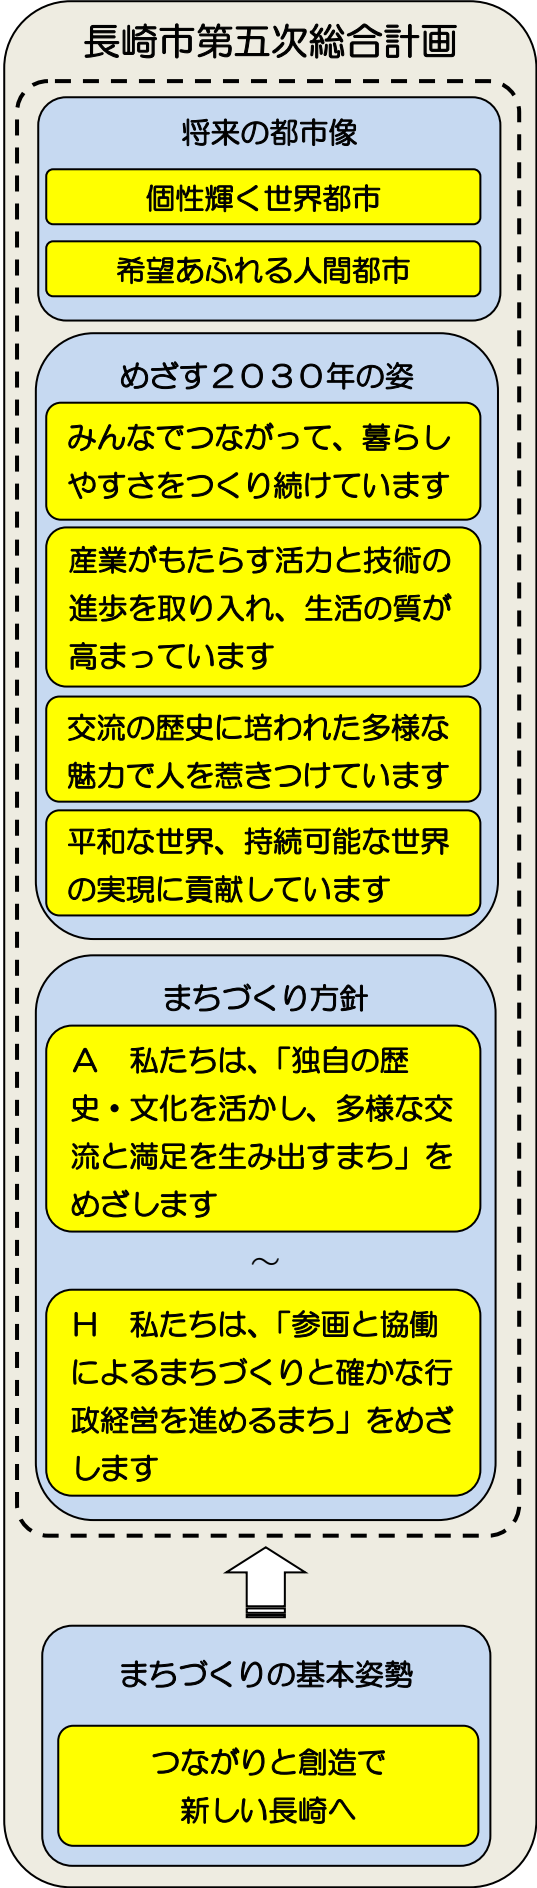 長崎市第五次総合計画
将来の都市像
個性輝く世界都市
希望あふれる人間都市
めざす２０３０年の姿
みんなでつながって、暮らし
やすさをつくり続けています
産業がもたらす活力と技術の
進歩を取り入れ、生活の質が
高まっています
交流の歴史に培われた多様な
魅力で人を惹きつけています
平和な世界、持続可能な世界
の実現に貢献しています
まちづくり方針
Ａ　私たちは、「独自の歴
史・文化を活かし、多様な交
流と満足を生み出すまち」を
めざします
～
Ｈ　私たちは、「参画と協働
によるまちづくりと確かな行
政経営を進めるまち」をめざ
します
まちづくりの基本姿勢
つながりと創造で
新しい長崎へ